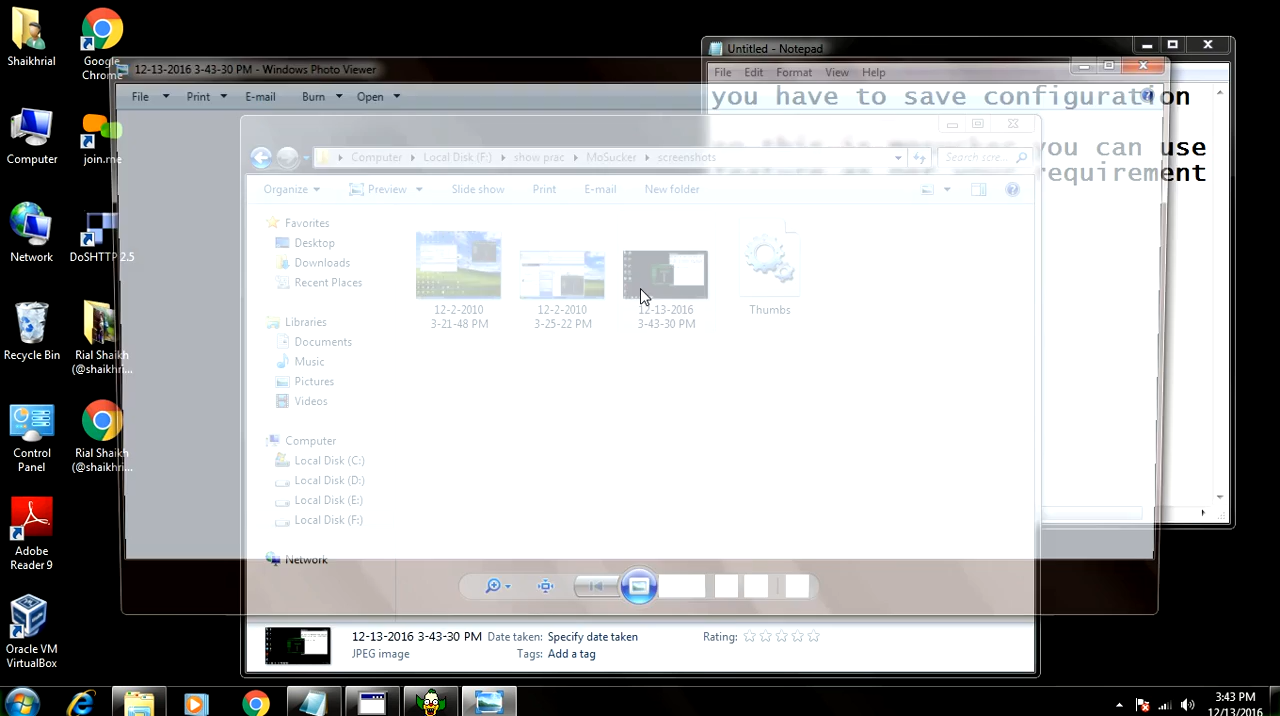 Shaikhrial
Google Chrome
Computer
join.me
Network
DoSHTTP 2.5
Recycle Bin
Rial Shaikh (@shaikhri...
Control Panel
Rial Shaikh (@shaikhri...
Adobe Reader 9
Oracle VM VirtualBox
Untitled - Notepad
File Edit Format View Help
you have to save configuration
you can use
requirement
12-13-2016 3-43-30 PM - Windows Photo Viewer
File Print E-mail Burn Open
Computer Local Disk (F:) show prac MoSucker screenshots
Search scre...
Organize Preview Slide show Print E-mail New folder
Favorites
Desktop
Downloads
Recent Places
Libraries
Documents
Music
Pictures
Videos
Computer
Local Disk (C:)
Local Disk (D:)
Local Disk (E:)
Local Disk (F:)
Network
12-2-2010 3-21-48 PM
12-2-2010 3-25-22 PM
12-13-2016 3-43-30 PM
Thumbs
12-13-2016 3-43-30 PM Date taken: Specify date taken Rating:
JPEG image Tags: Add a tag
3:43 PM
12/13/2016